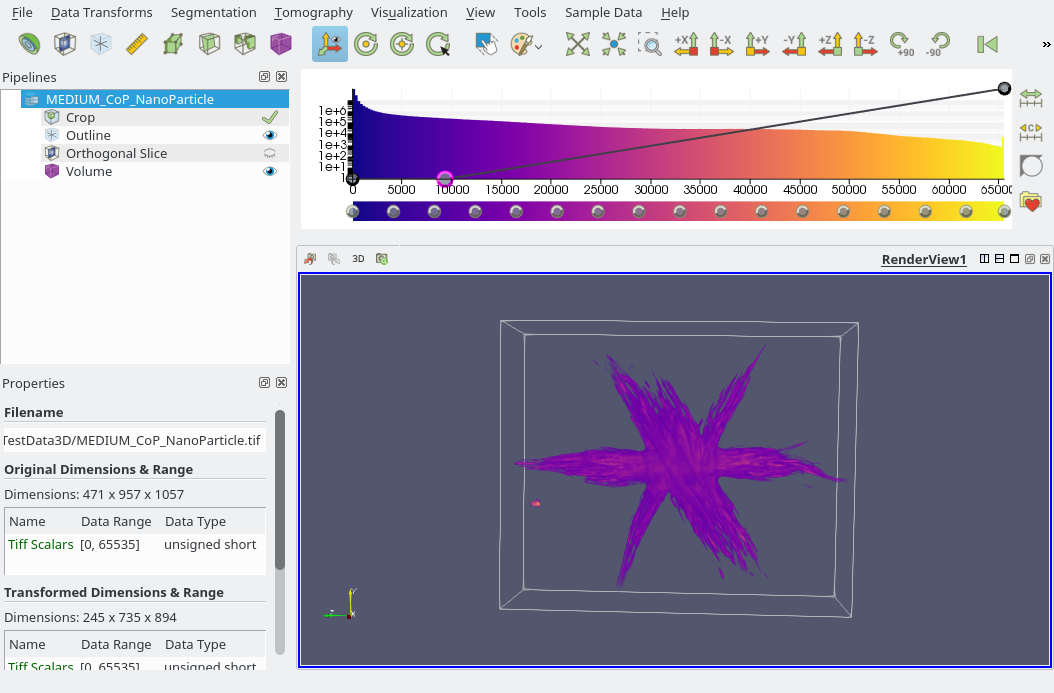 File Data Transforms Segmentation Tomography Visualization View Tools Sample Data Help
+X -X +Y -Y +Z -Z +90 -90 »
Pipelines
MEDIUM_CoP_NanoParticle
Crop
Outline
Orthogonal Slice
Volume
1e+6
1e+5
1e+4
1e+3
1e+2
1e+1
1
0 5000 10000 15000 20000 25000 30000 35000 40000 45000 50000 55000 60000 65000
C
3D
RenderView1
Properties
Filename
TestData3D/MEDIUM_CoP_NanoParticle.tif
Original Dimensions & Range
Dimensions: 471 x 957 x 1057
Name Data Range Data Type
Tiff Scalars [0, 65535] unsigned short
Transformed Dimensions & Range
Dimensions: 245 x 735 x 894
Name Data Range Data Type
Tiff Scalars [0, 65535] unsigned short
Y
Z
X